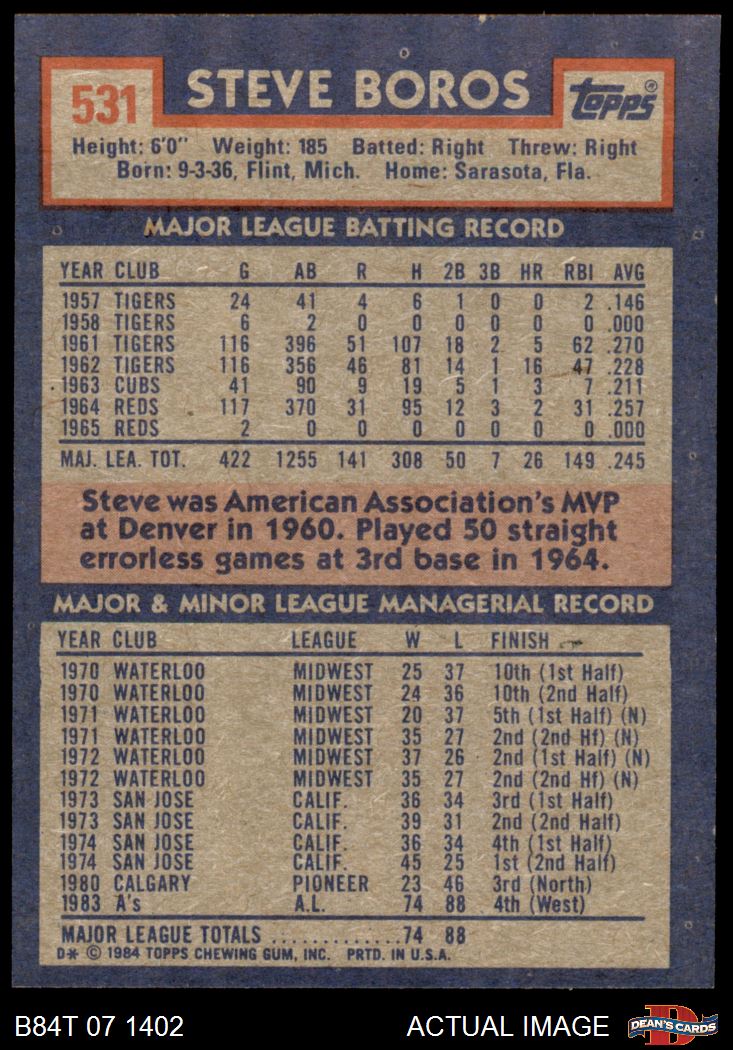 531 STEVE BOROS Topps®
Height: 6'0" Weight: 185 Batted: Right Threw: Right
Born: 9-3-36, Flint, Mich. Home: Sarasota, Fla.
MAJOR LEAGUE BATTING RECORD
YEAR CLUB G AB R H 2B 3B HR RBI AVG
1957 TIGERS 24 41 4 6 1 0 0 2 .146
1958 TIGERS 6 2 0 0 0 0 0 0 .000
1961 TIGERS 116 396 51 107 18 2 5 62 .270
1962 TIGERS 116 356 46 81 14 1 16 47 .228
1963 CUBS 41 90 9 19 5 1 3 7 .211
1964 REDS 117 370 31 95 12 3 2 31 .257
1965 REDS 2 0 0 0 0 0 0 0 .000
MAJ. LEA. TOT. 422 1255 141 308 50 7 26 149 .245
Steve was American Association's MVP
at Denver in 1960. Played 50 straight
errorless games at 3rd base in 1964.
MAJOR & MINOR LEAGUE MANAGERIAL RECORD
YEAR CLUB LEAGUE W L FINISH
1970 WATERLOO MIDWEST 25 37 10th (1st Half)
1970 WATERLOO MIDWEST 24 36 10th (2nd Half)
1971 WATERLOO MIDWEST 20 37 5th (1st Half) (N)
1971 WATERLOO MIDWEST 35 27 2nd (2nd Hf) (N)
1972 WATERLOO MIDWEST 37 26 2nd (1st Half) (N)
1972 WATERLOO MIDWEST 35 27 2nd (2nd Hf) (N)
1973 SAN JOSE CALIF. 36 34 3rd (1st Half)
1973 SAN JOSE CALIF. 39 31 2nd (2nd Half)
1974 SAN JOSE CALIF. 36 34 4th (1st Half)
1974 SAN JOSE CALIF. 45 25 1st (2nd Half)
1980 CALGARY PIONEER 23 46 3rd (North)
1983 A's A.L. 74 88 4th (West)
MAJOR LEAGUE TOTALS .............74 88
D* © 1984 TOPPS CHEWING GUM, INC. PRTD. IN U.S.A.
B84T 07 1402 ACTUAL IMAGE D DEAN'S CARDS